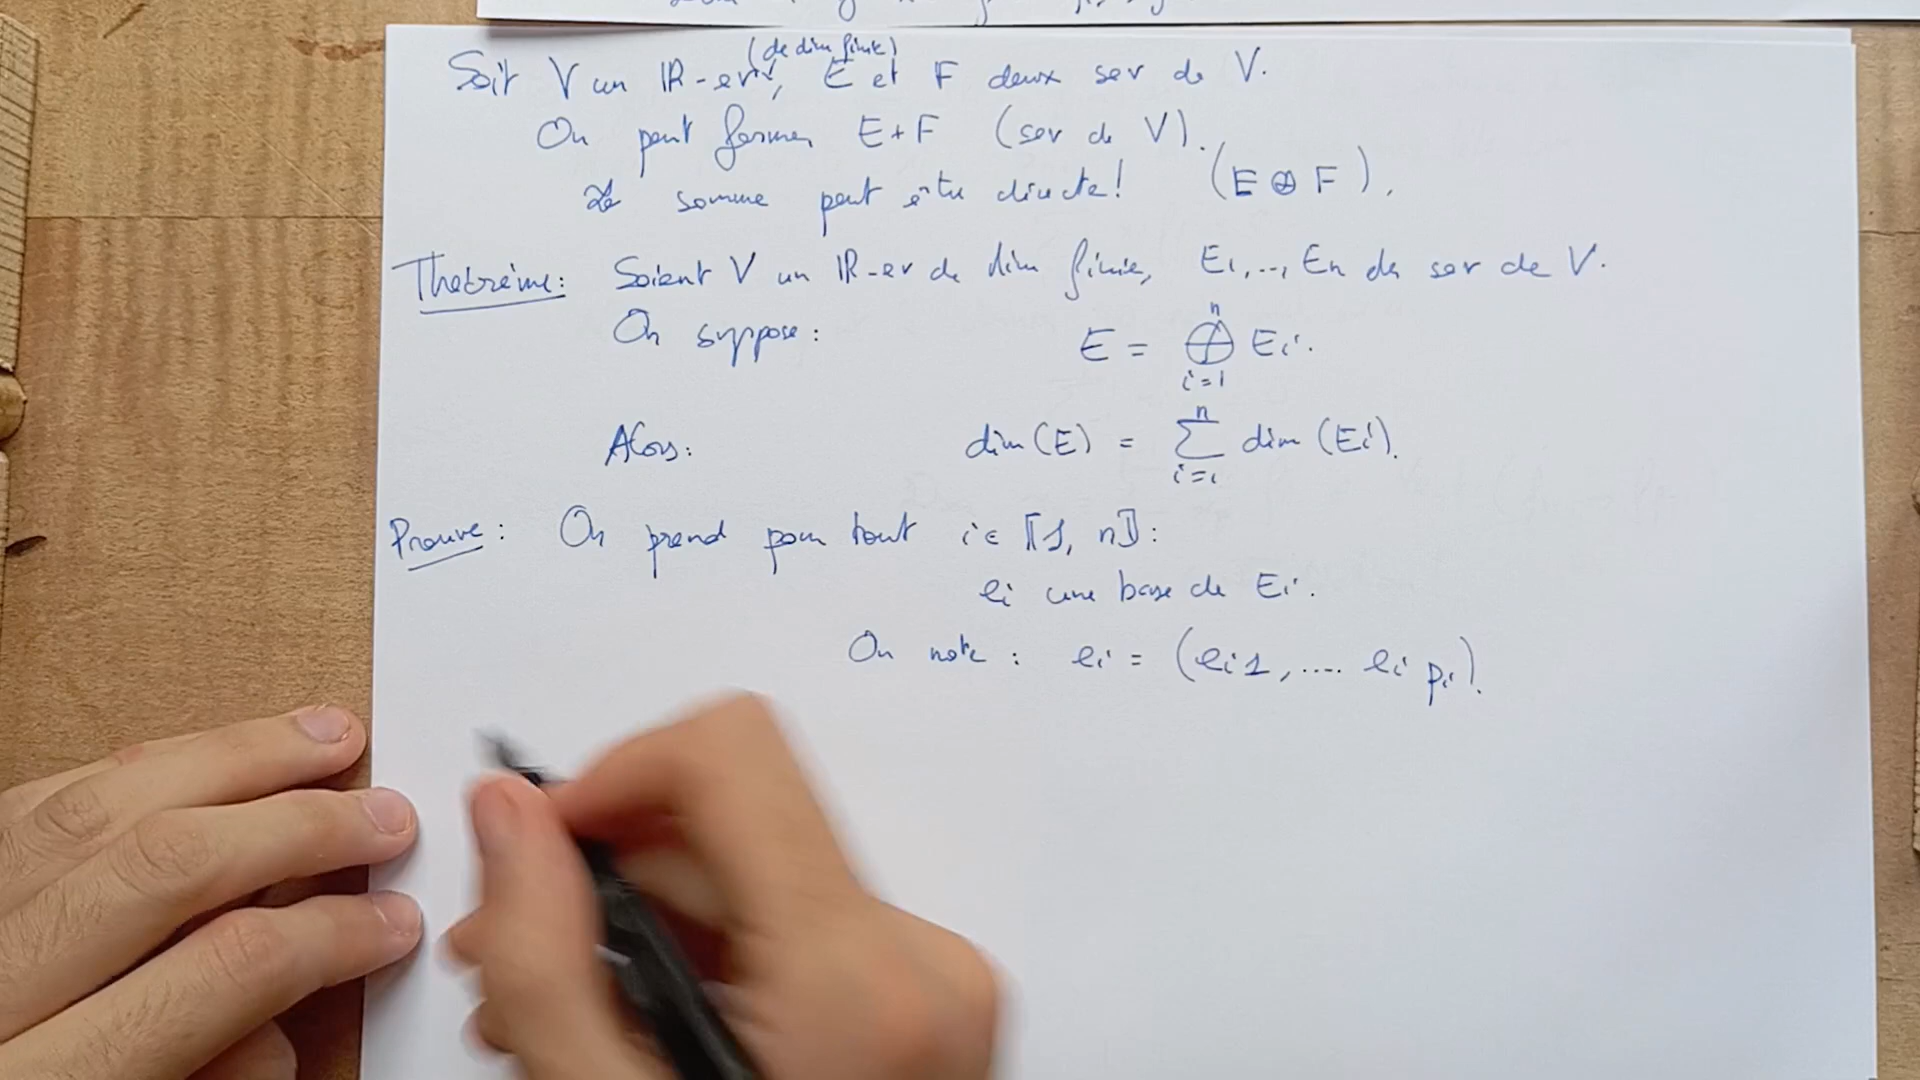 (de dim finie)
Soit V un IR-ev, E et F deux sev de V.
On peut former E+F (sev de V).
somme peut être directe! (E ⊕ F).
Théorème: Soient V un IR-ev de dim finie, E1,..., En des sev de V.
On suppose: E = ⊕ Ei. n i=1
Alors: dim(E) = Σ dim (Ei). n i=1
Preuve: On prend pour tout i ∈ ⟦1, n⟧:
ei une base de Ei.
On note: ei = (ei1, .... ei pi).